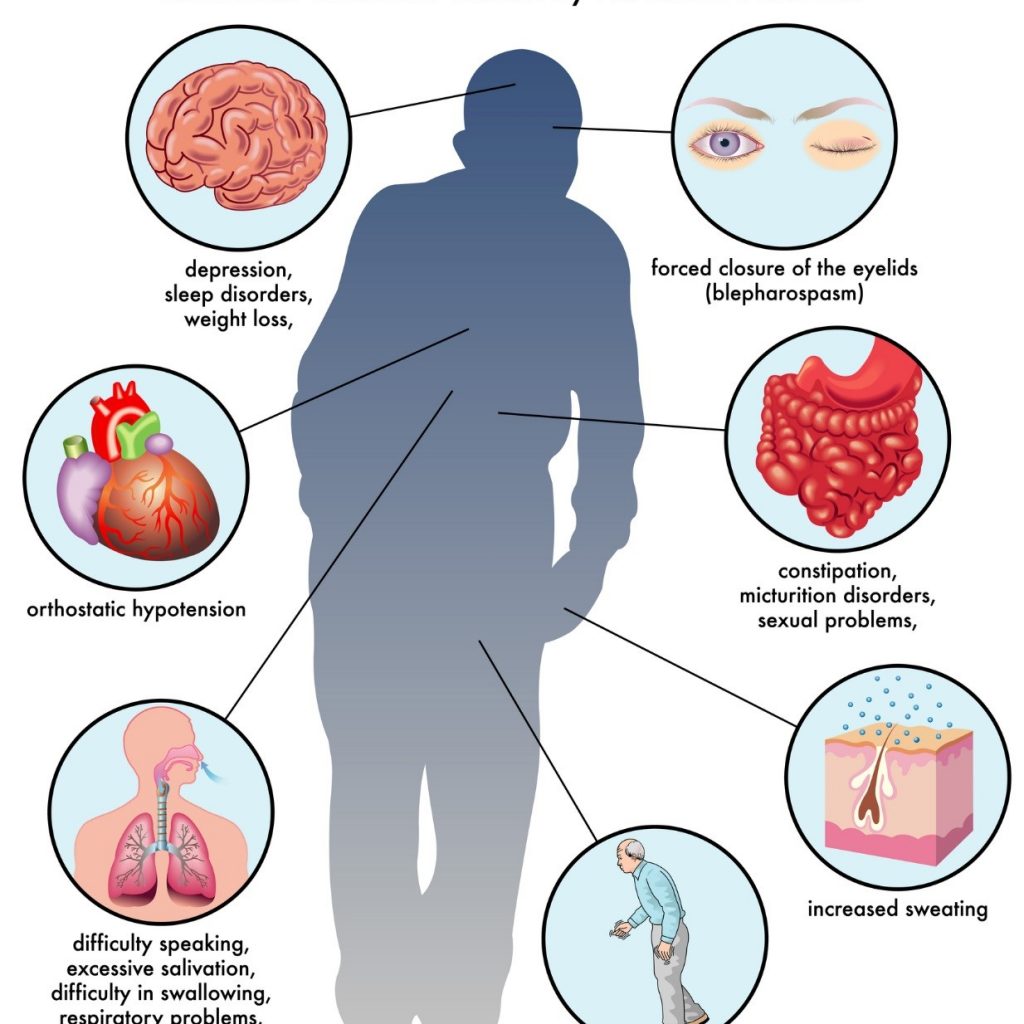 depression,
sleep disorders,
weight loss,
forced closure of the eyelids
(blepharospasm)
orthostatic hypotension
constipation,
micturition disorders,
sexual problems,
increased sweating
difficulty speaking,
excessive salivation,
difficulty in swallowing,
respiratory problems,